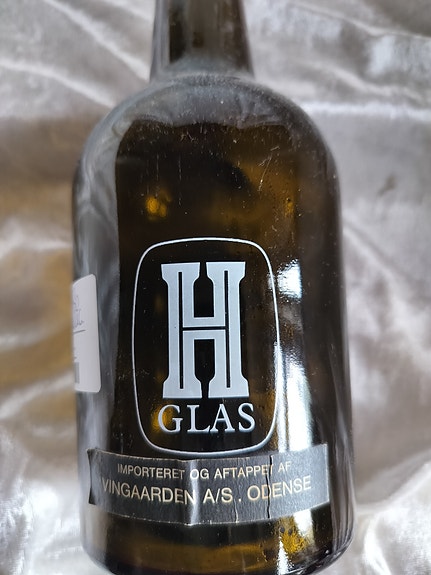 H
GLAS
IMPORTERET OG AFTAPPET AF
VINGAARDEN A/S. ODENSE